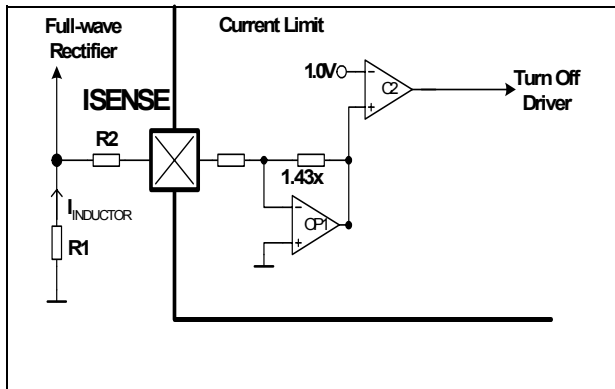 Full-wave
Rectifier
Current Limit
ISENSE
R2
I INDUCTOR
R1
1.43x
1.0V
C2
OP1
Turn Off
Driver
− + − +